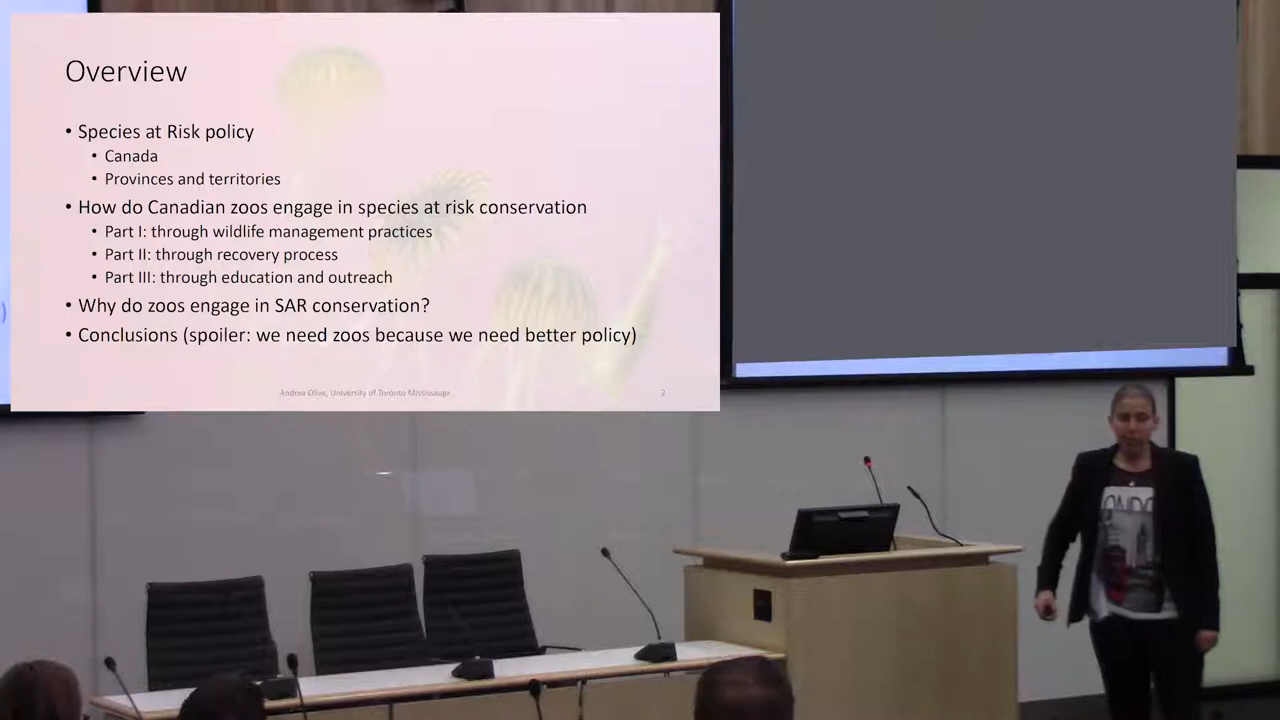 Overview
• Species at Risk policy
• Canada
• Provinces and territories
• How do Canadian zoos engage in species at risk conservation
• Part I: through wildlife management practices
• Part II: through recovery process
• Part III: through education and outreach
• Why do zoos engage in SAR conservation?
• Conclusions (spoiler: we need zoos because we need better policy)
Andrea Olive, University of Toronto Mississauga
2
)